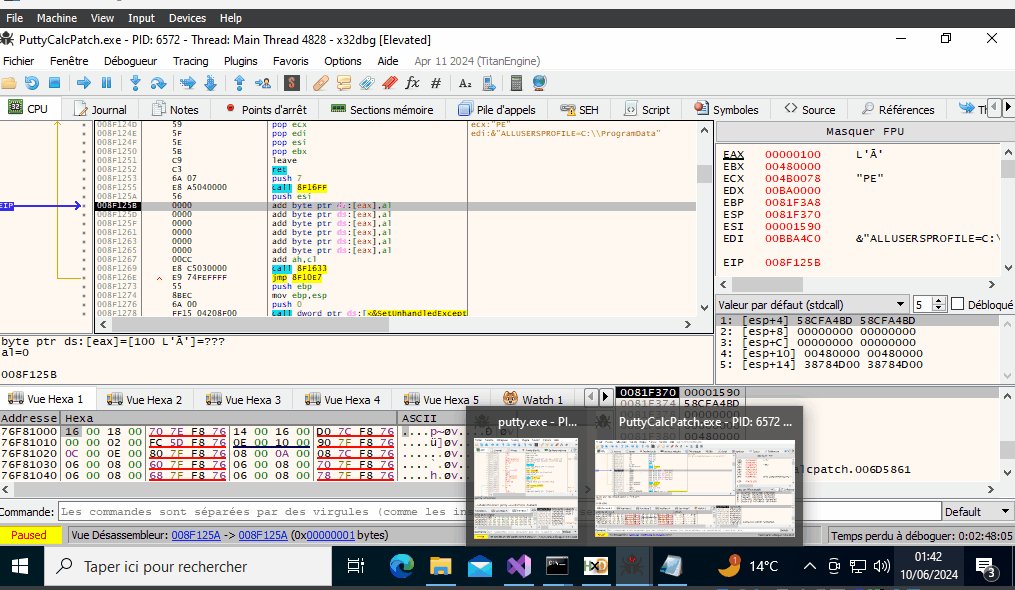 File Machine View Input Devices Help
PuttyCalcPatch.exe - PID: 6572 - Thread: Main Thread 4828 - x32dbg [Elevated]
Fichier Fenêtre Débogueur Tracing Plugins Favoris Options Aide Apr 11 2024 (TitanEngine)
CPU Journal Notes Points d'arrêt Sections mémoire Pile d'appels SEH Script Symboles Source Références Th
008F124D 59 pop ecx ecx:"PE"
008F124E 5F pop edi edi:&"ALLUSERSPROFILE=C:\\ProgramData"
008F124F 5E pop esi
008F1250 5B pop ebx
008F1251 C9 leave
008F1252 C3 ret
008F1253 6A 07 push 7
008F1255 E8 A5040000 call 8F16FF
008F125A 56 push esi
EIP 008F125B 0000 add byte ptr ds:[eax],al
008F125D 0000 add byte ptr ds:[eax],al
008F125F 0000 add byte ptr ds:[eax],al
008F1261 0000 add byte ptr ds:[eax],al
008F1263 0000 add byte ptr ds:[eax],al
008F1265 0000 add byte ptr ds:[eax],al
008F1267 00CC add ah,cl
008F1269 E8 C5030000 call 8F1633
008F126E E9 74FEFFFF jmp 8F10E7
008F1273 55 push ebp
008F1274 8BEC mov ebp,esp
008F1276 6A 00 push 0
008F1278 FF15 04208F00 call dword ptr ds:[<&SetUnhandledExcept
Masquer FPU
EAX 00000100 L'Ā'
EBX 00480000
ECX 004B0078 "PE"
EDX 00BA0000
EBP 0081F3A8
ESP 0081F370
ESI 00001590
EDI 00BBA4C0 &"ALLUSERSPROFILE=C:\
EIP 008F125B
Valeur par défaut (stdcall) 5 Débloqué
1: [esp+4] 58CFA4BD 58CFA4BD
2: [esp+8] 00000000 00000000
3: [esp+C] 00000000 00000000
4: [esp+10] 00480000 00480000
5: [esp+14] 38784D00 38784D00
byte ptr ds:[eax]=[100 L'Ā']=???
al=0
008F125B
Vue Hexa 1 Vue Hexa 2 Vue Hexa 3 Vue Hexa 4 Vue Hexa 5 Watch 1
Adresse Hexa ASCII
76F81000 16 00 18 00 70 7E F8 76 14 00 16 00 D0 7C F8 76 ....p~øv....Ð|øv
76F81010 00 00 02 00 FC 5D F8 76 0E 00 10 00 90 7F F8 76 ....ü]øv......øv
76F81020 0C 00 0E 00 80 7F F8 76 08 00 0A 00 08 7C F8 76
76F81030 06 00 08 00 60 7F F8 76 06 00 08 00 70 7F F8 76
76F81040 06 00 08 00 68 7F F8 76 06 00 08 00 78 7F F8 76
0081F370 00001590
0081F374 58CFA4BD
lcpatch.006D5861
putty.exe - Pl...
PuttyCalcPatch.exe - PID: 6572 ...
Commande: Les commandes sont séparées par des virgules (comme les ins Default
Paused Vue Désassembleur: 008F125A -> 008F125A (0x00000001 bytes) Temps perdu à déboguer: 0:02:48:05
Taper ici pour rechercher
14°C
01:42
10/06/2024
3